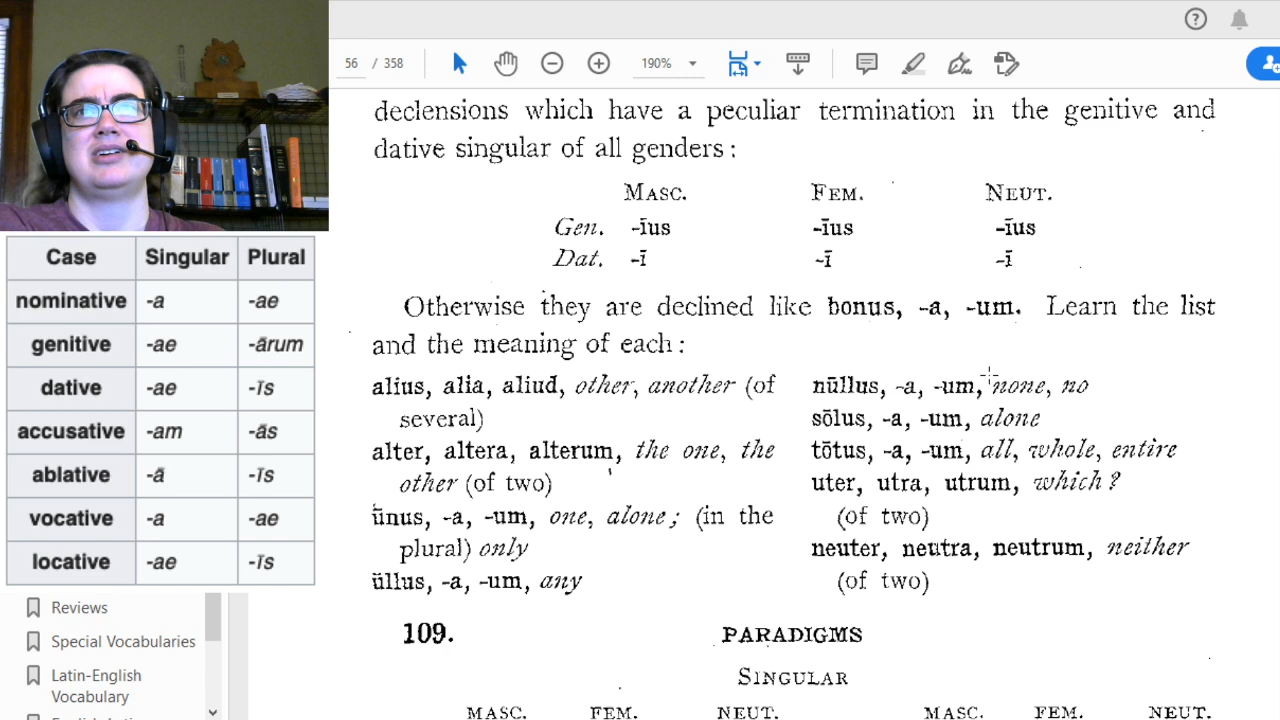 56 / 358
190%
declensions which have a peculiar termination in the genitive and
dative singular of all genders:
MASC. FEM. NEUT.
Gen. -īus -īus -īus
Dat. -ī -ī -ī
Otherwise they are declined like bonus, -a, -um. Learn the list
and the meaning of each:
alius, alia, aliud, other, another (of
several)
alter, altera, alterum, the one, the
other (of two)
ūnus, -a, -um, one, alone; (in the
plural) only
ūllus, -a, -um, any
nūllus, -a, -um, none, no
sōlus, -a, -um, alone
tōtus, -a, -um, all, whole, entire
uter, utra, utrum, which?
(of two)
neuter, neutra, neutrum, neither
(of two)
109. PARADIGMS
SINGULAR
MASC. FEM. NEUT. MASC. FEM. NEUT.
Case Singular Plural
nominative -a -ae
genitive -ae -ārum
dative -ae -īs
accusative -am -ās
ablative -ā -īs
vocative -a -ae
locative -ae -īs
Reviews
Special Vocabularies
Latin-English
Vocabulary